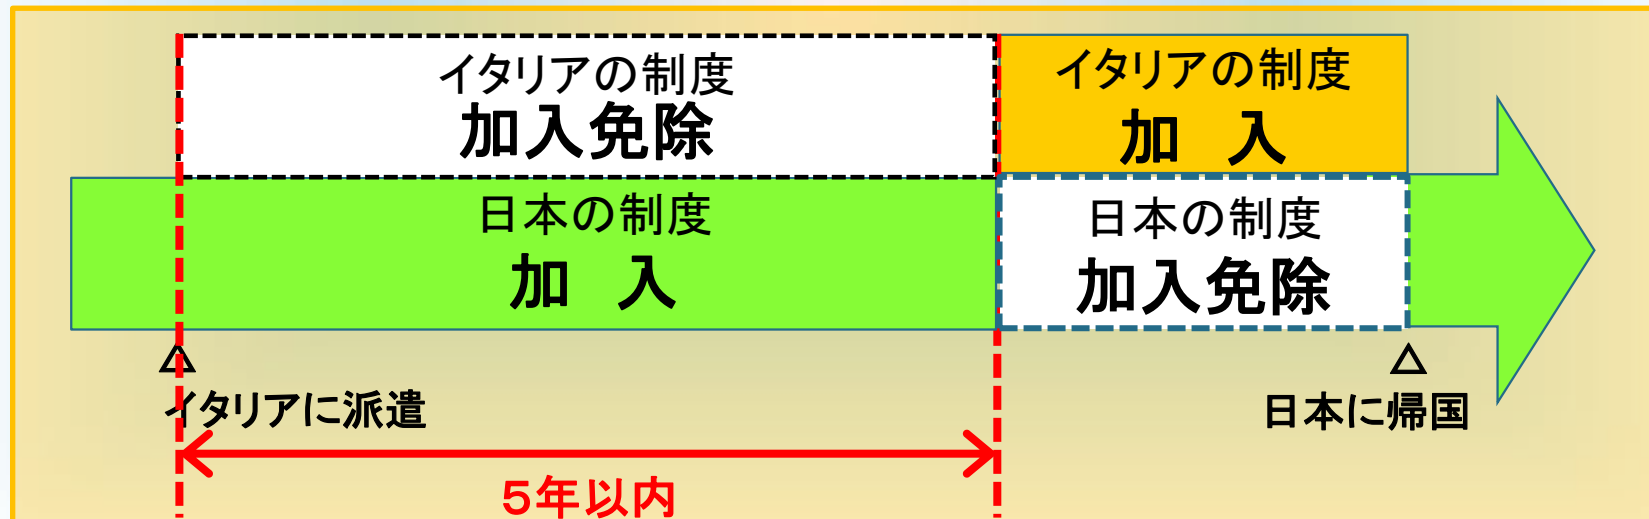 イタリアの制度
加入免除
イタリアの制度
加　入
日本の制度
加　入
日本の制度
加入免除
△
イタリアに派遣
△
日本に帰国
５年以内